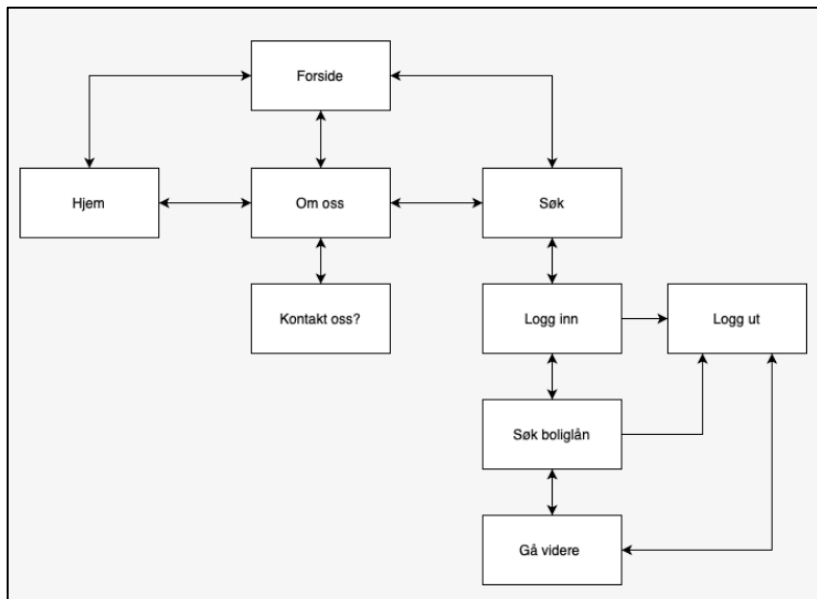 Forside
Hjem
Om oss
Søk
Kontakt oss?
Logg inn
Logg ut
Søk boliglån
Gå videre